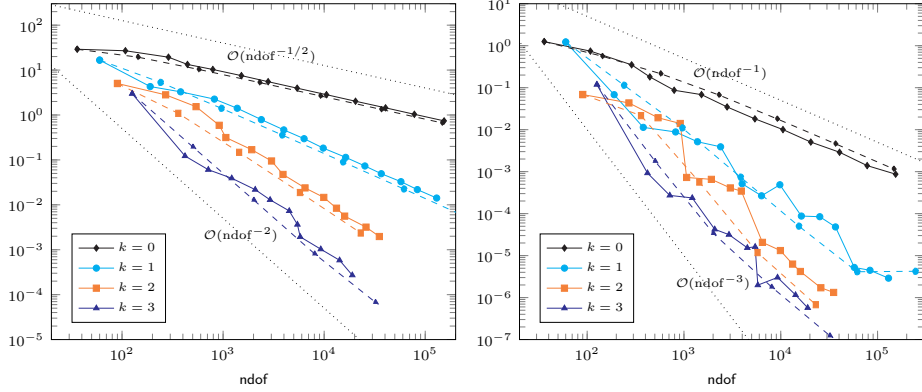 10^2
10^1
10^0
10^−1
10^−2
10^−3
10^−4
10^−5
O(ndof^−1/2)
O(ndof^−2)
k = 0
k = 1
k = 2
k = 3
10^2
10^3
10^4
10^5
ndof
10^1
10^0
10^−1
10^−2
10^−3
10^−4
10^−5
10^−6
10^−7
O(ndof^−1)
O(ndof^−3)
k = 0
k = 1
k = 2
k = 3
10^2
10^3
10^4
10^5
ndof